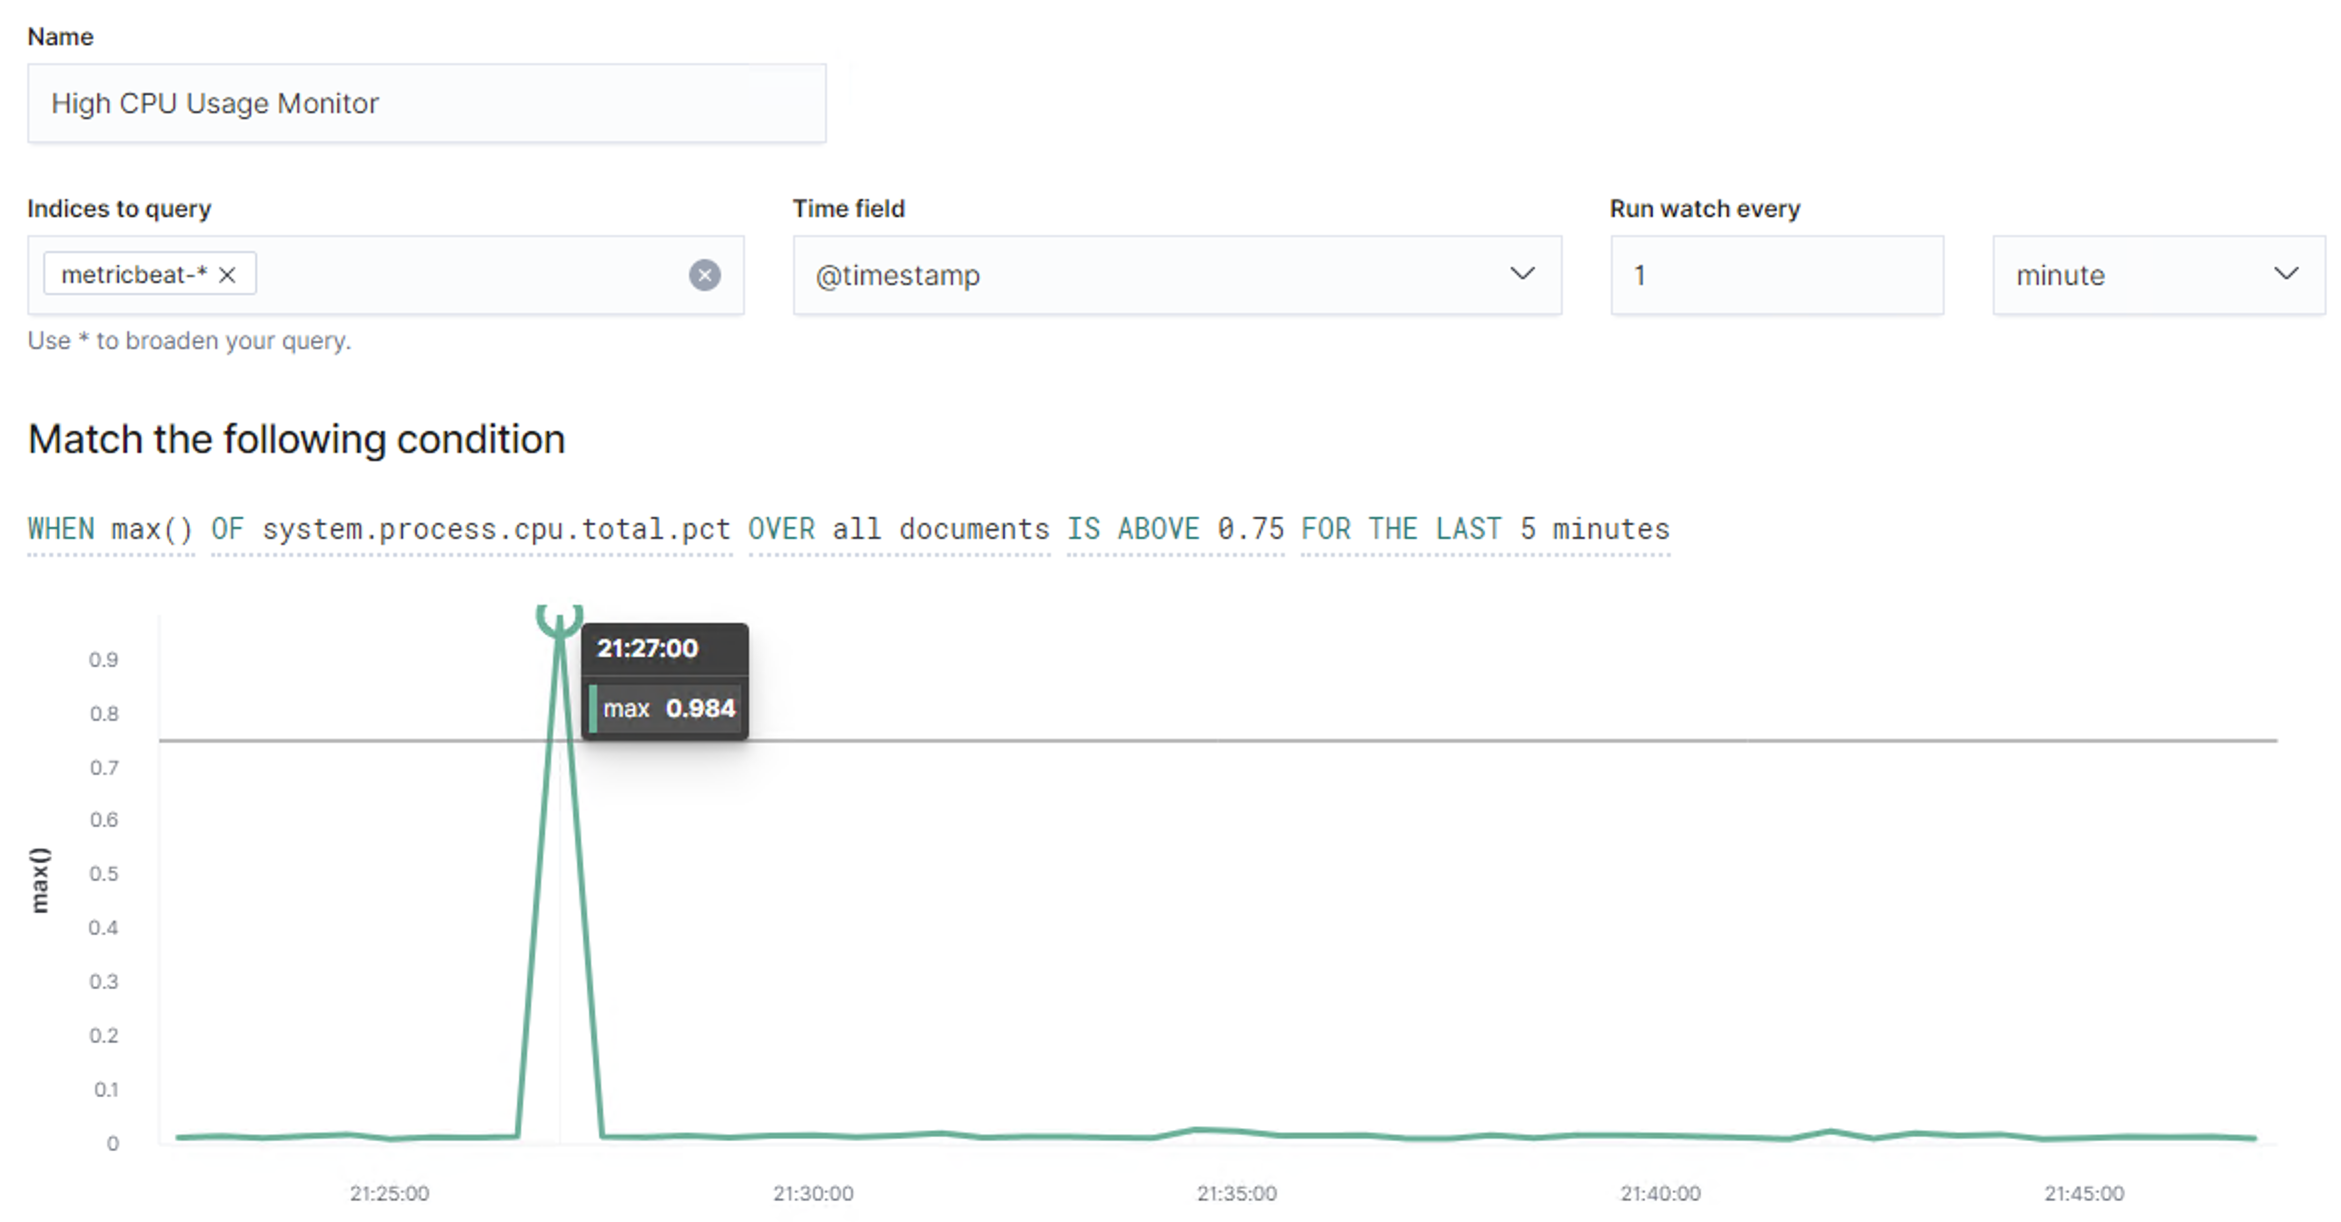 Name
High CPU Usage Monitor
Indices to query Time field Run watch every
metricbeat-* @timestamp 1 minute
Use * to broaden your query.
Match the following condition
WHEN max() OF system.process.cpu.total.pct OVER all documents IS ABOVE 0.75 FOR THE LAST 5 minutes
21:27:00
max 0.984
max()
0.9
0.8
0.7
0.6
0.5
0.4
0.3
0.2
0.1
0
21:25:00 21:30:00 21:35:00 21:40:00 21:45:00